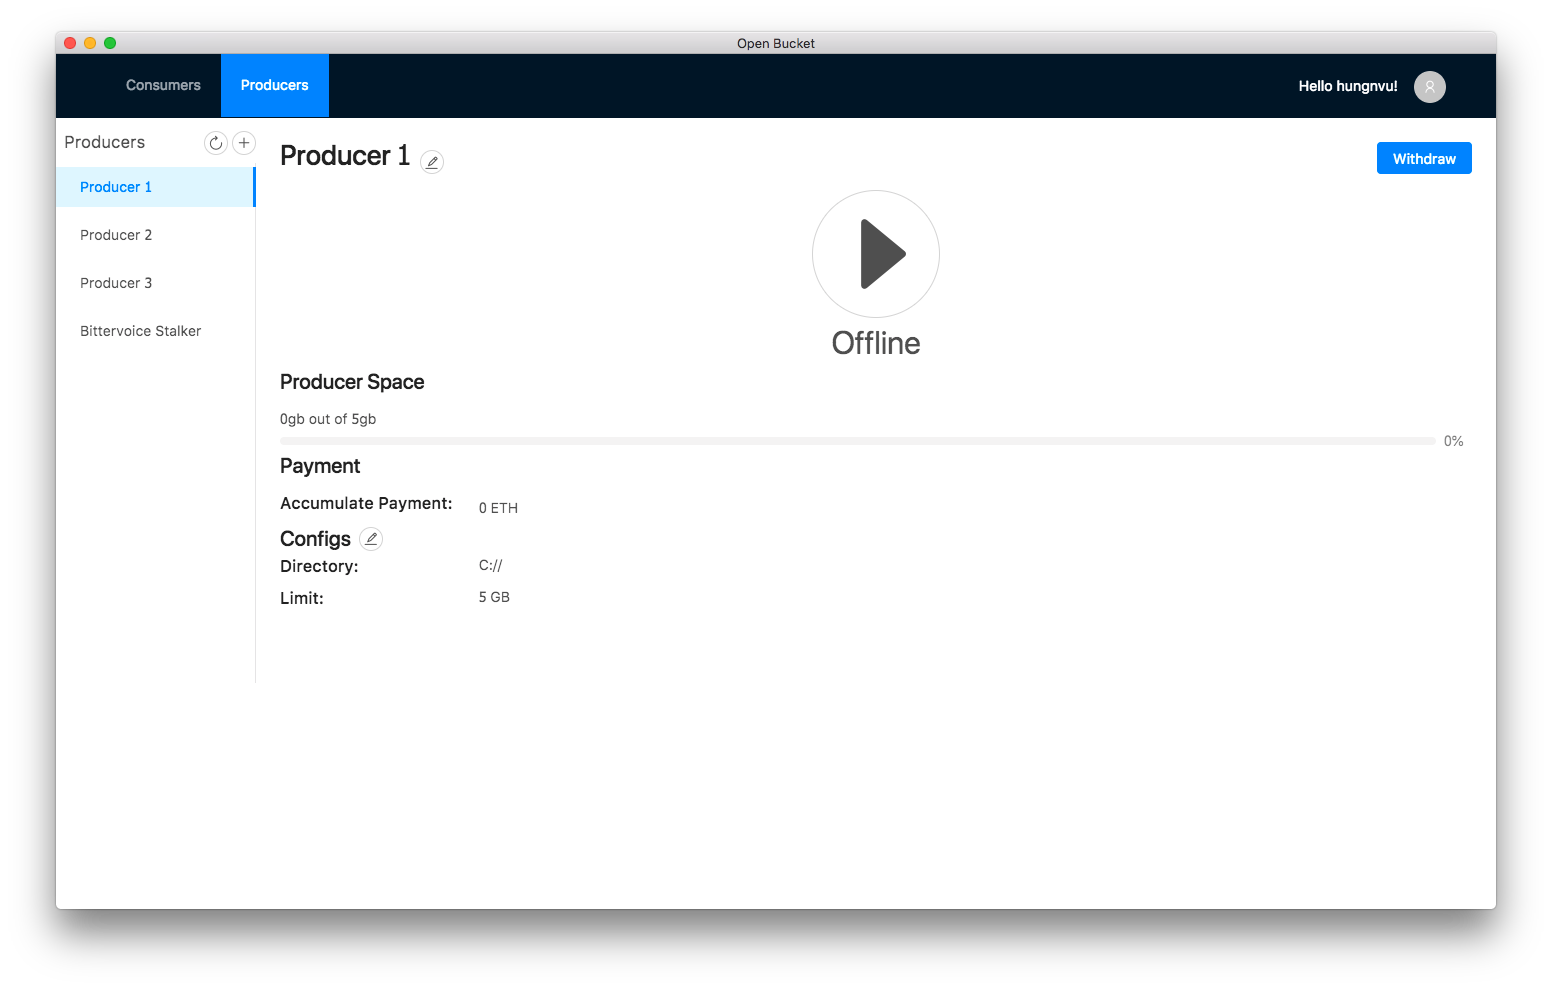 Open Bucket
Consumers
Producers
Hello hungnvu!
Producers
Producer 1
Producer 2
Producer 3
Bittervoice Stalker
Producer 1
Withdraw
Offline
Producer Space
0gb out of 5gb
0%
Payment
Accumulate Payment: 0 ETH
Configs
Directory: C://
Limit: 5 GB